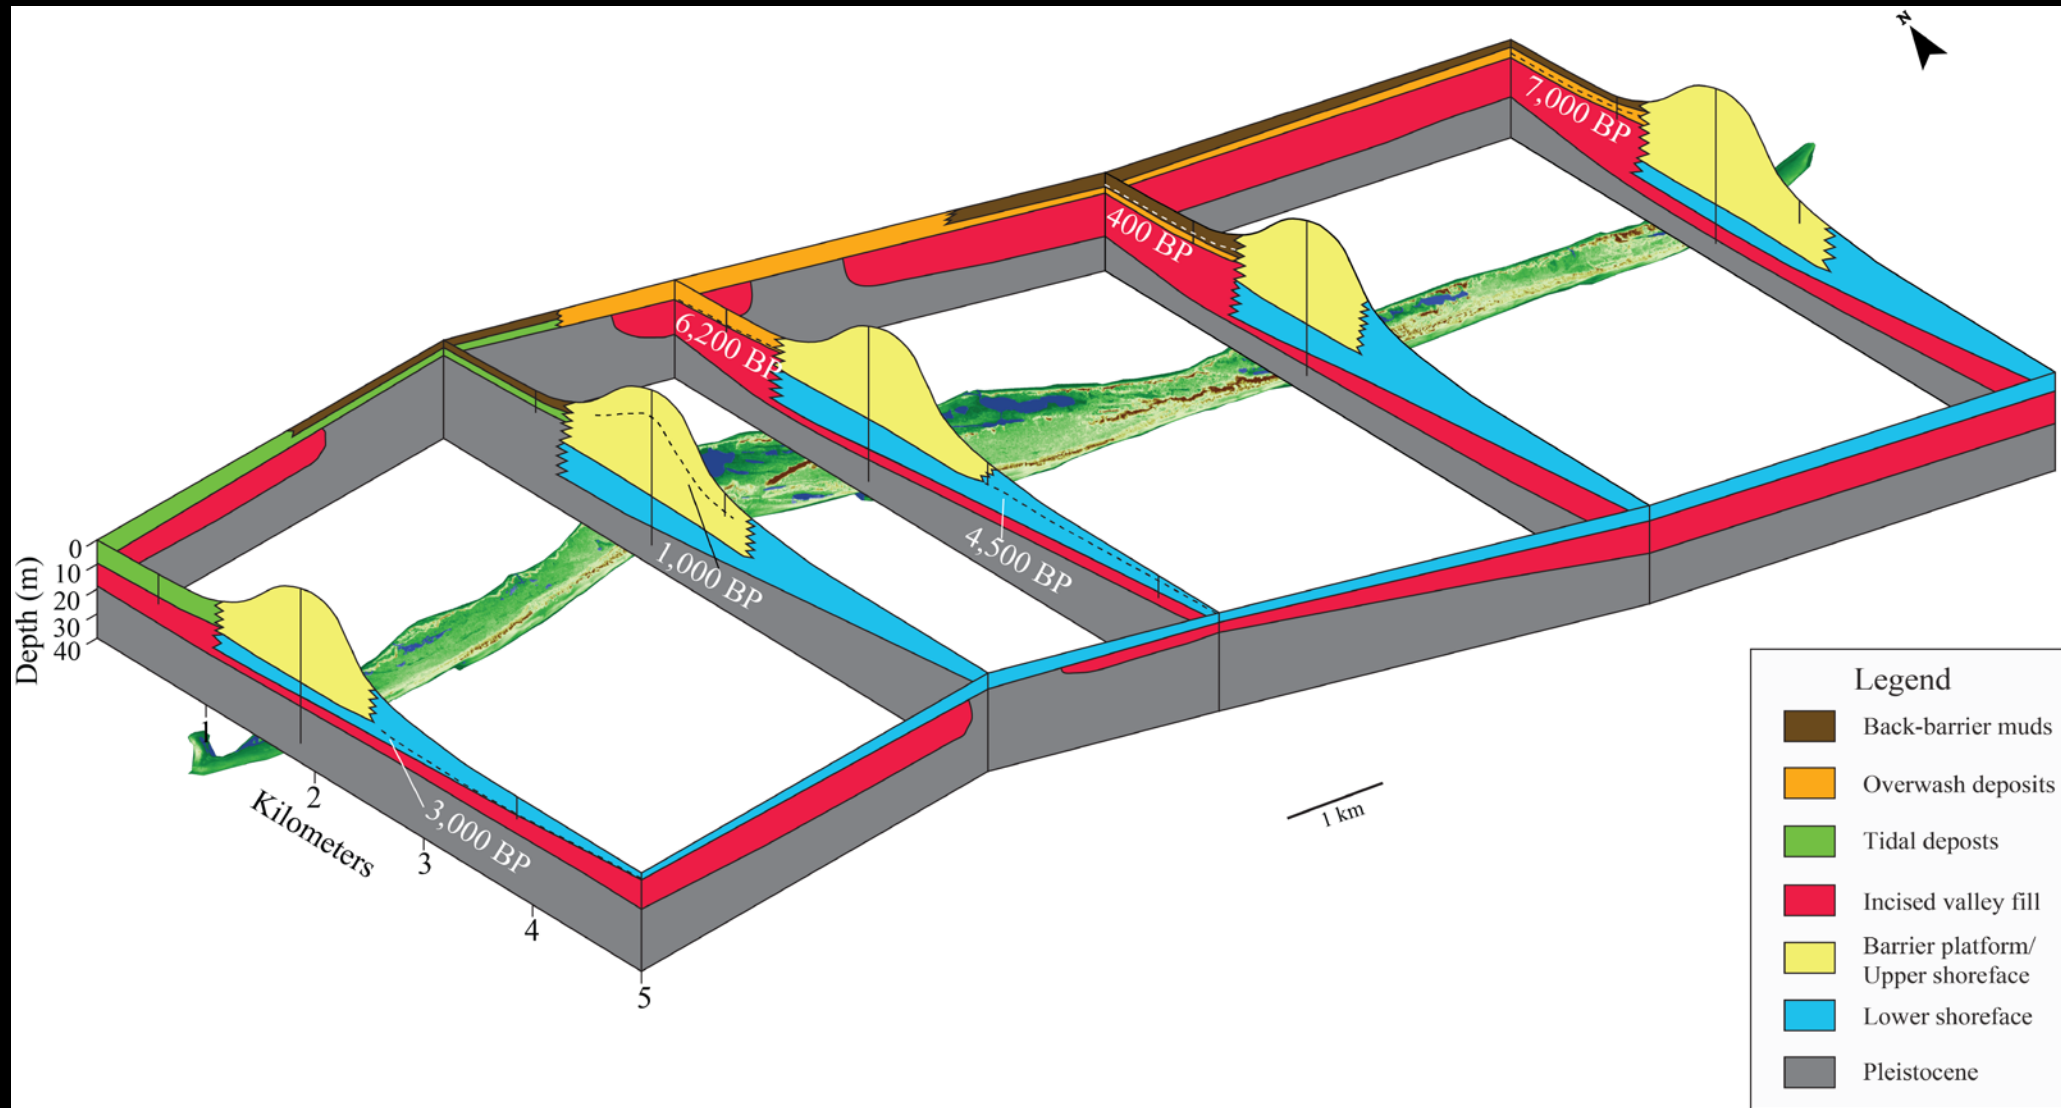 N
7,000 BP
400 BP
6,200 BP
4,500 BP
1,000 BP
3,000 BP
0
10
20
30
40
Depth (m)
1
2
3
4
5
Kilometers
1 km
Legend
Back-barrier muds
Overwash deposits
Tidal deposts
Incised valley fill
Barrier platform/
Upper shoreface
Lower shoreface
Pleistocene